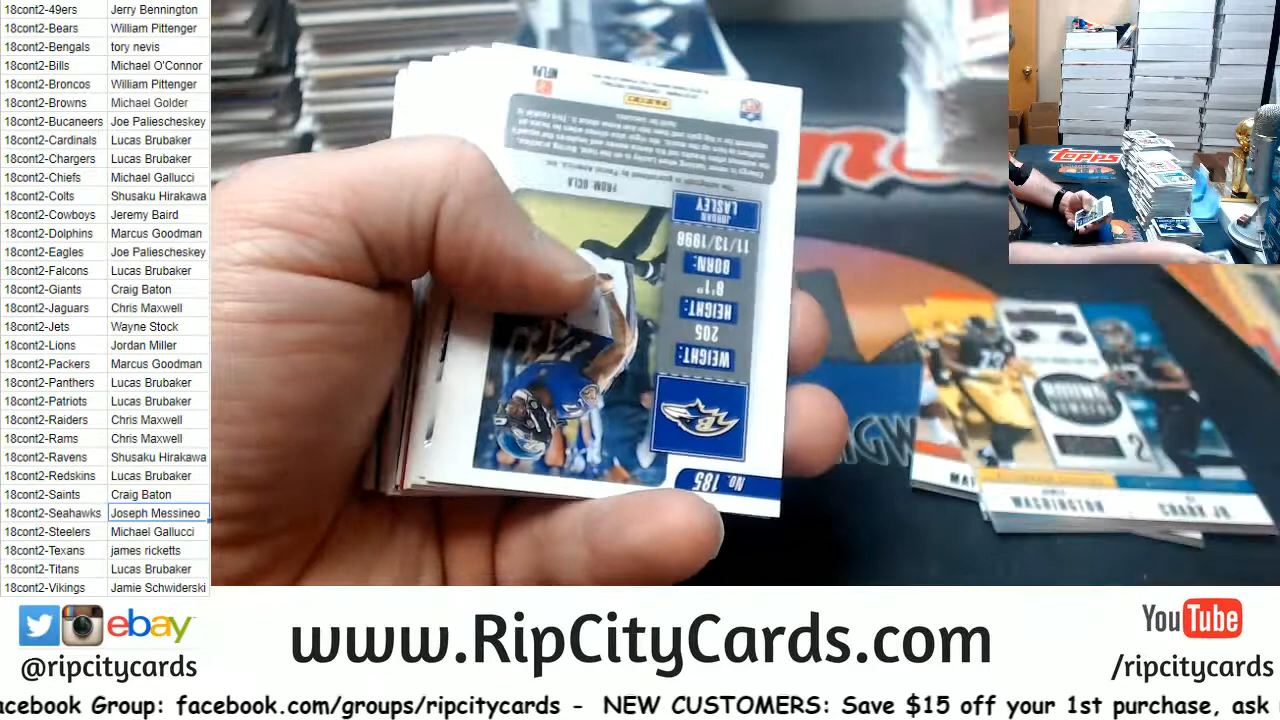 18cont2-49ers Jerry Bennington
18cont2-Bears William Pittenger
18cont2-Bengals tory nevis
18cont2-Bills Michael O'Connor
18cont2-Broncos William Pittenger
18cont2-Browns Michael Golder
18cont2-Bucaneers Joe Paliescheskey
18cont2-Cardinals Lucas Brubaker
18cont2-Chargers Lucas Brubaker
18cont2-Chiefs Michael Gallucci
18cont2-Colts Shusaku Hirakawa
18cont2-Cowboys Jeremy Baird
18cont2-Dolphins Marcus Goodman
18cont2-Eagles Joe Paliescheskey
18cont2-Falcons Lucas Brubaker
18cont2-Giants Craig Baton
18cont2-Jaguars Chris Maxwell
18cont2-Jets Wayne Stock
18cont2-Lions Jordan Miller
18cont2-Packers Marcus Goodman
18cont2-Panthers Lucas Brubaker
18cont2-Patriots Lucas Brubaker
18cont2-Raiders Chris Maxwell
18cont2-Rams Chris Maxwell
18cont2-Ravens Shusaku Hirakawa
18cont2-Redskins Lucas Brubaker
18cont2-Saints Craig Baton
18cont2-Seahawks Joseph Messineo
18cont2-Steelers Michael Gallucci
18cont2-Texans james ricketts
18cont2-Titans Lucas Brubaker
18cont2-Vikings Jamie Schwiderski
No. 185
B
WEIGHT:
205
HEIGHT:
6'1"
BORN:
11/13/1996
JORDAN
LASLEY
FROM: UCLA
PANINI
NFLPA
topps
WASHINGTON
CHARK JR.
2
ebay
@ripcitycards
www.RipCityCards.com
YouTube
/ripcitycards
acebook Group: facebook.com/groups/ripcitycards - NEW CUSTOMERS: Save $15 off your 1st purchase, ask